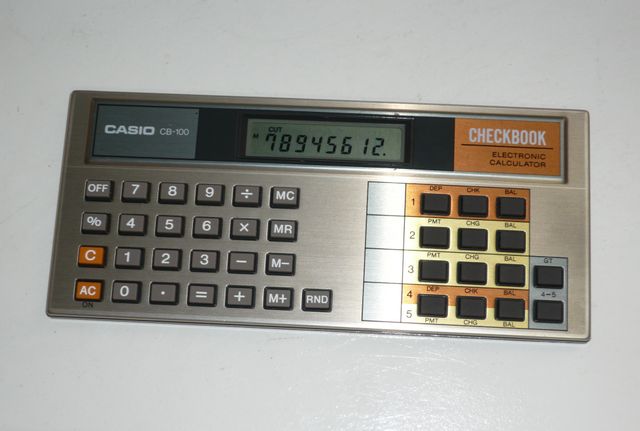 CASIO CB-100
M CUT
78945612.
CHECKBOOK
ELECTRONIC
CALCULATOR
OFF 7 8 9 ÷ MC
% 4 5 6 × MR
C 1 2 3 − M−
AC 0 · = + M+ RND
ON
DEP CHK BAL
1
PMT CHG BAL
2
PMT CHG BAL
3
GT
DEP CHK BAL
4
4–5
5
PMT CHG BAL